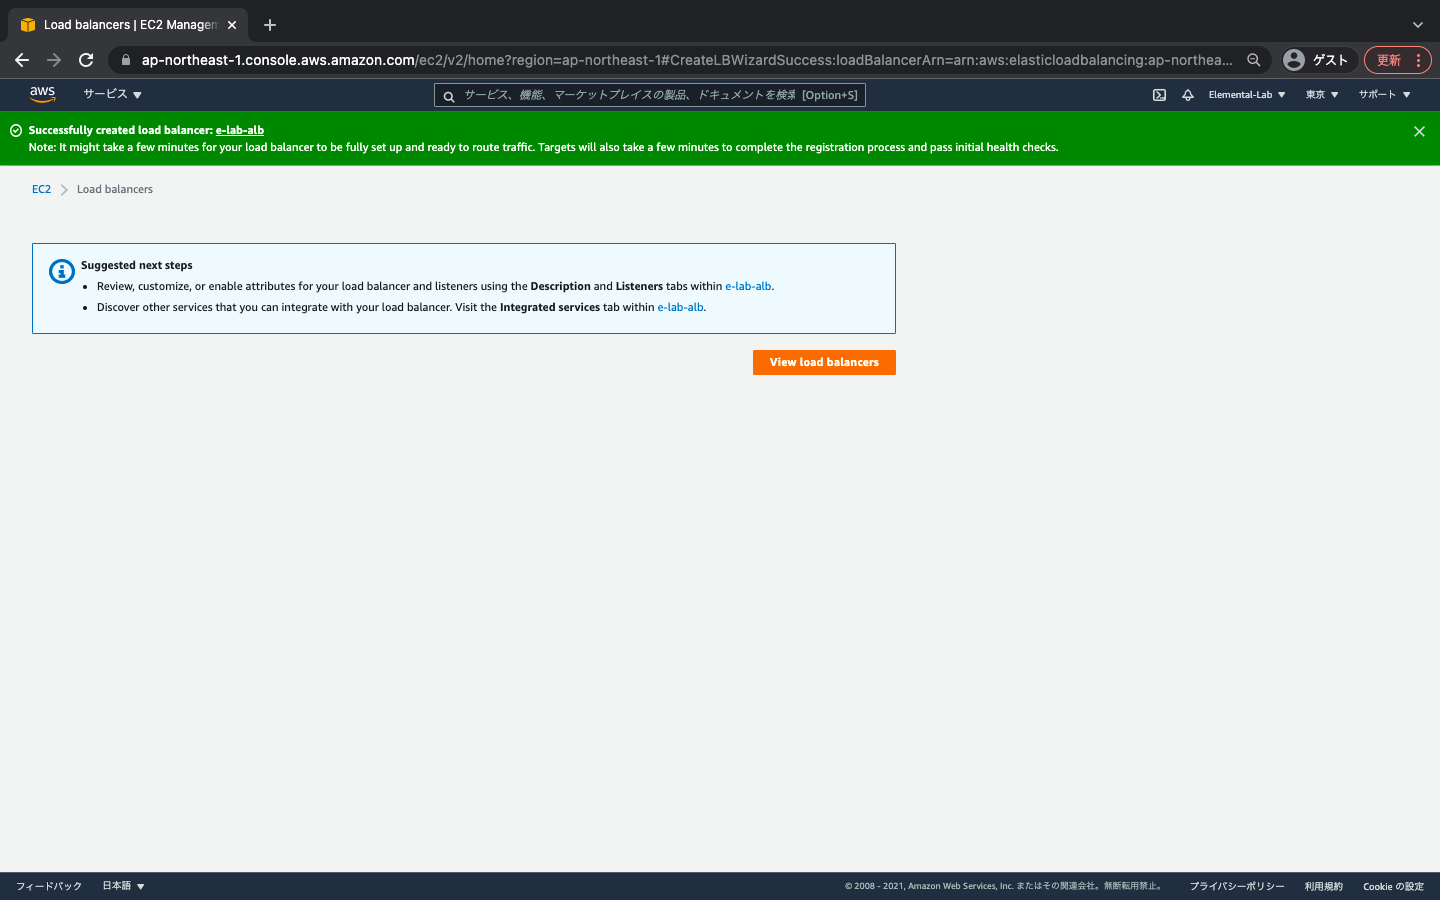 Load balancers | EC2 Managem
ap-northeast-1.console.aws.amazon.com/ec2/v2/home?region=ap-northeast-1#CreateLBWizardSuccess:loadBalancerArn=arn:aws:elasticloadbalancing:ap-northea...
ゲスト
更新
aws
サービス
サービス、機能、マーケットプレイスの製品、ドキュメントを検索 [Option+S]
Elemental-Lab
東京
サポート
Successfully created load balancer: e-lab-alb
Note: It might take a few minutes for your load balancer to be fully set up and ready to route traffic. Targets will also take a few minutes to complete the registration process and pass initial health checks.
EC2 > Load balancers
Suggested next steps
• Review, customize, or enable attributes for your load balancer and listeners using the Description and Listeners tabs within e-lab-alb.
• Discover other services that you can integrate with your load balancer. Visit the Integrated services tab within e-lab-alb.
View load balancers
フィードバック
日本語
© 2008 - 2021, Amazon Web Services, Inc. またはその関連会社。無断転用禁止。
プライバシーポリシー
利用規約
Cookie の設定